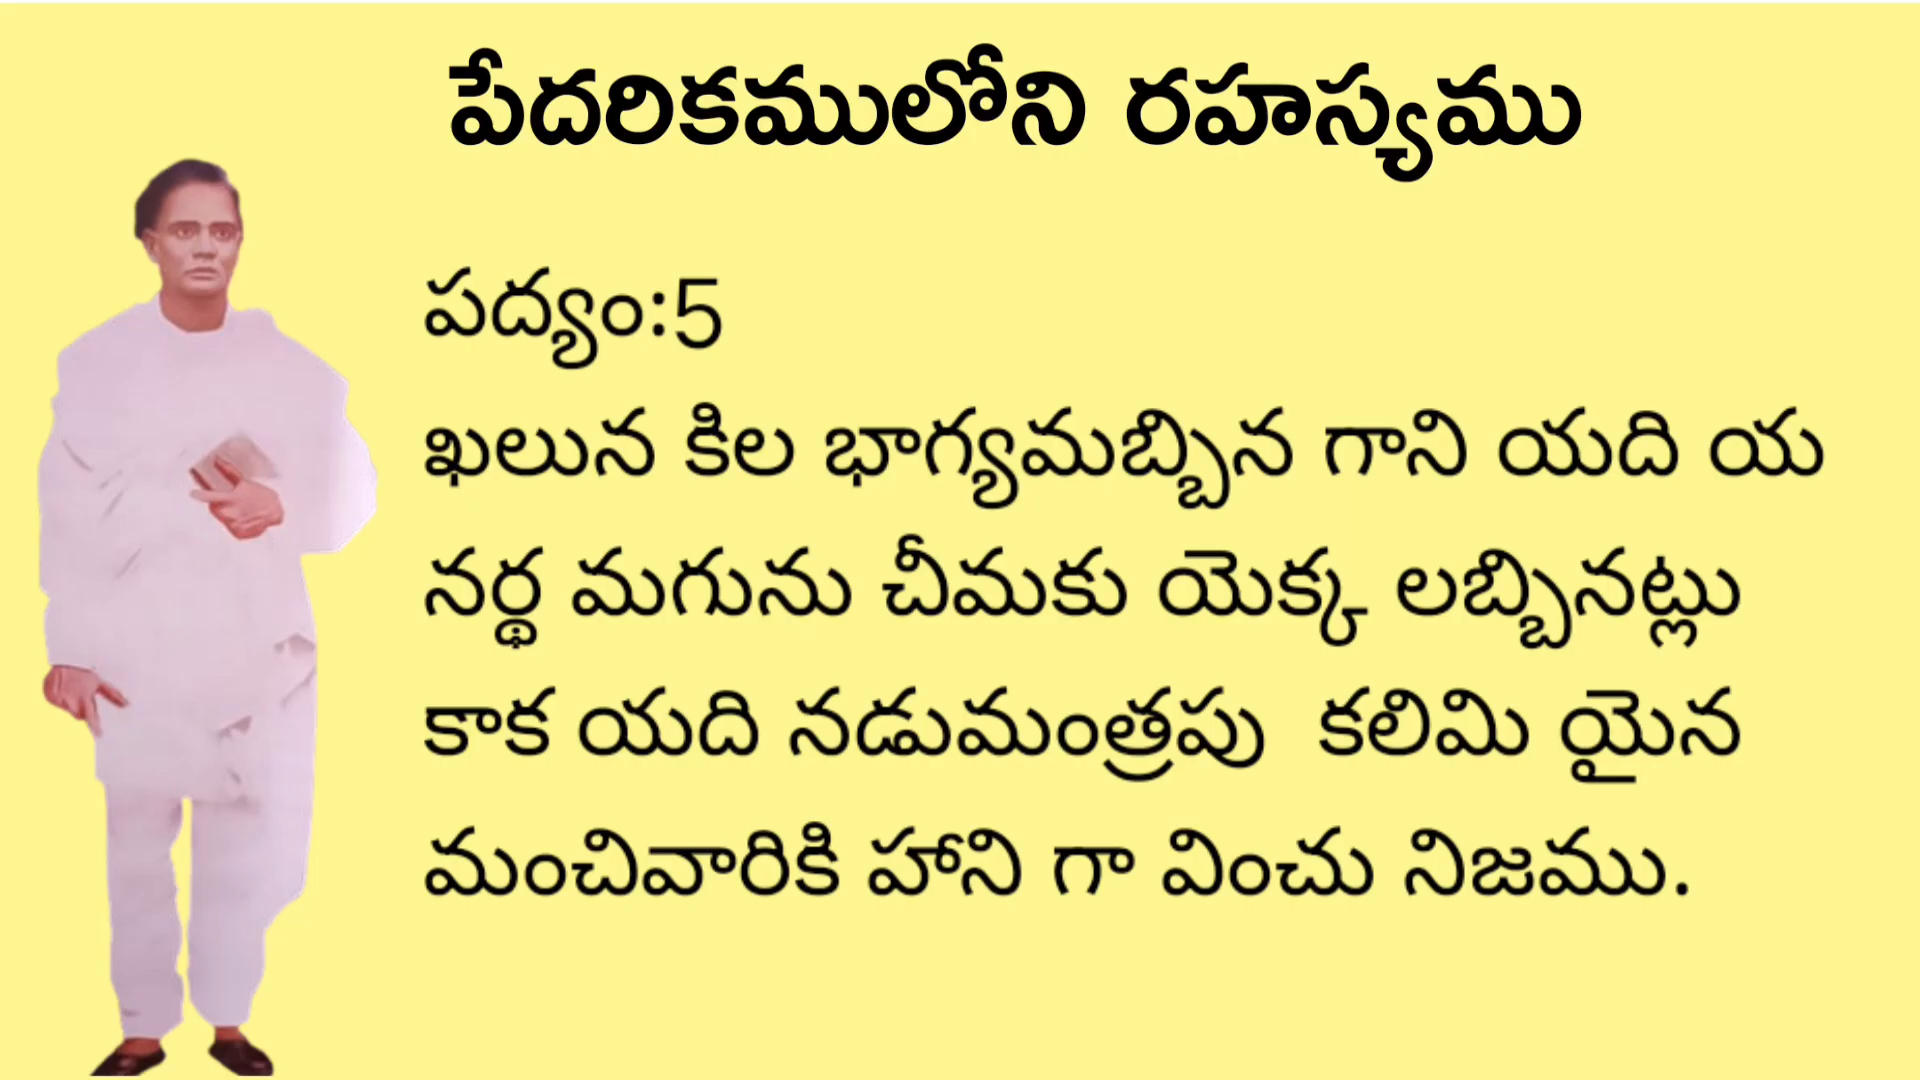 పేదరికములోని రహస్యము
పద్యం:5
ఖలున కిల భాగ్యమబ్బిన గాని యది య
నర్థ మగును చీమకు యెక్క లబ్బినట్లు
కాక యది నడుమంత్రపు కలిమి యైన
మంచివారికి హాని గా వించు నిజము.